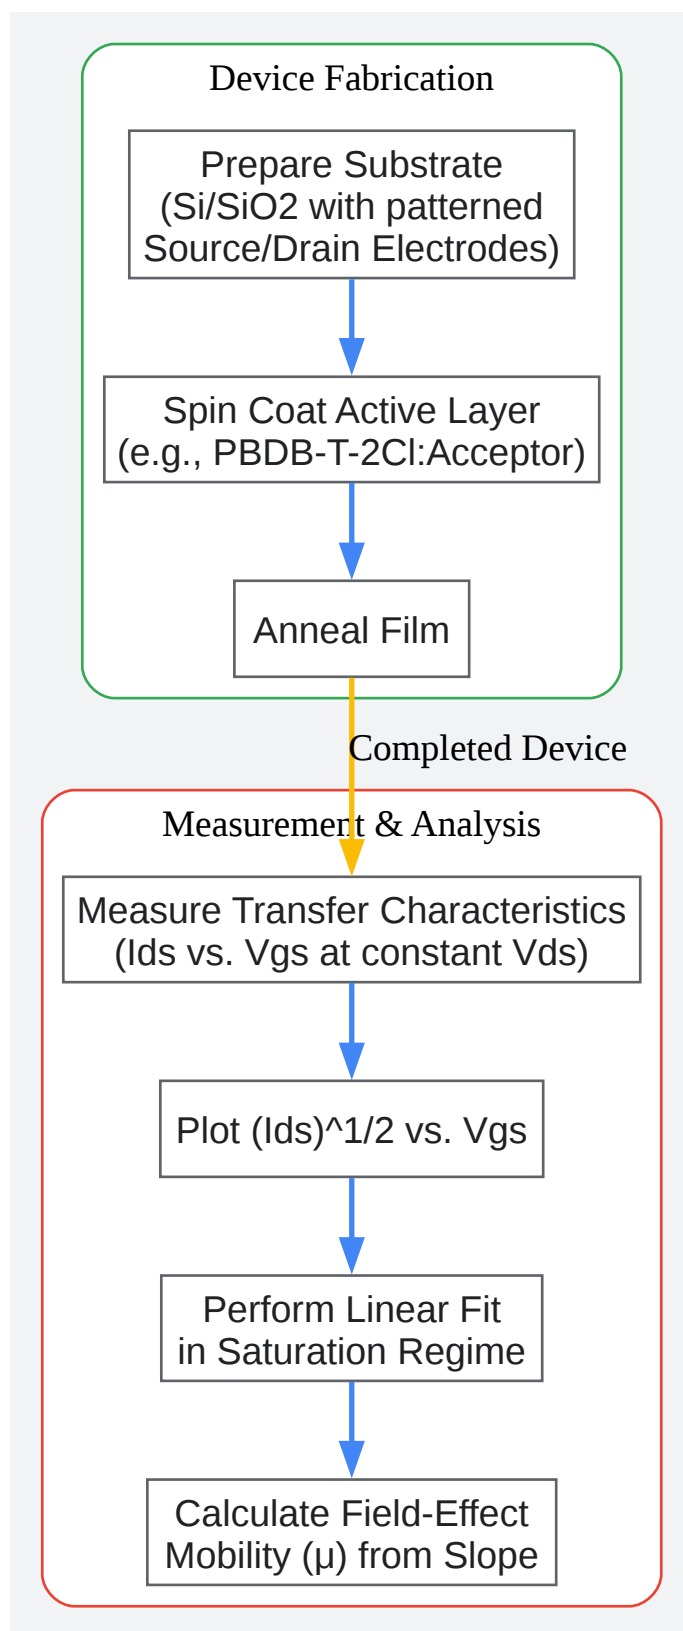 Device Fabrication
Prepare Substrate
(Si/SiO2 with patterned
Source/Drain Electrodes)
Spin Coat Active Layer
(e.g., PBDB-T-2Cl:Acceptor)
Anneal Film
Completed Device
Measurement & Analysis
Measure Transfer Characteristics
(Ids vs. Vgs at constant Vds)
Plot (Ids)^1/2 vs. Vgs
Perform Linear Fit
in Saturation Regime
Calculate Field-Effect
Mobility (μ) from Slope